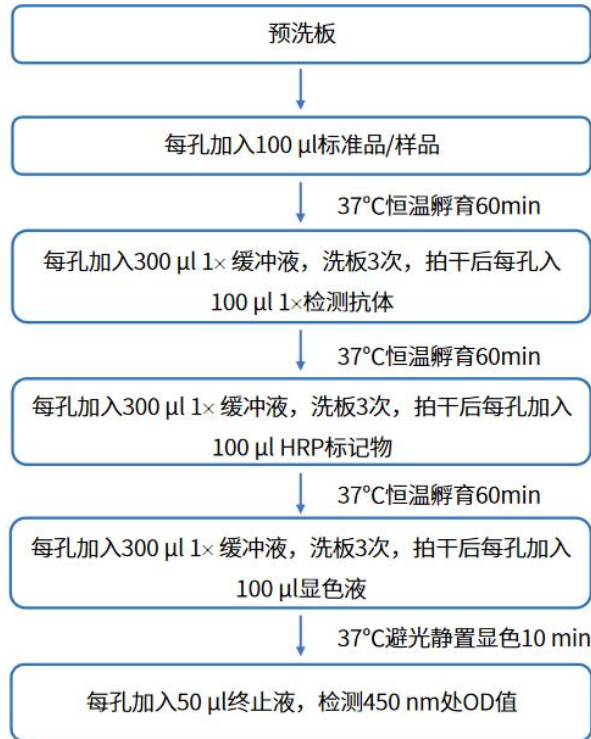 预洗板
每孔加入100 μl标准品/样品
37℃恒温孵育60min
每孔加入300 μl 1× 缓冲液，洗板3次，拍干后每孔入
100 μl 1×检测抗体
37℃恒温孵育60min
每孔加入300 μl 1× 缓冲液，洗板3次，拍干后每孔加入
100 μl HRP标记物
37℃恒温孵育60min
每孔加入300 μl 1× 缓冲液，洗板3次，拍干后每孔加入
100 μl显色液
37℃避光静置显色10 min
每孔加入50 μl终止液，检测450 nm处OD值